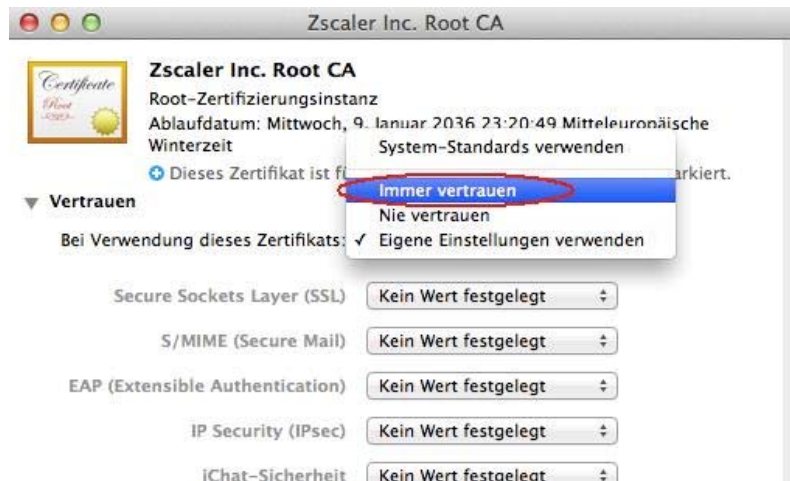 Zscaler Inc. Root CA
Certificate
Root
Zscaler Inc. Root CA
Root-Zertifizierungsinstanz
Ablaufdatum: Mittwoch, 9. Januar 2036 23:20:49 Mitteleuropäische
Winterzeit
System-Standards verwenden
Dieses Zertifikat ist fü arkiert.
Immer vertrauen
Vertrauen
Nie vertrauen
Bei Verwendung dieses Zertifikats: ✓ Eigene Einstellungen verwenden
Secure Sockets Layer (SSL) Kein Wert festgelegt
S/MIME (Secure Mail) Kein Wert festgelegt
EAP (Extensible Authentication) Kein Wert festgelegt
IP Security (IPsec) Kein Wert festgelegt
iChat-Sicherheit Kein Wert festgelegt